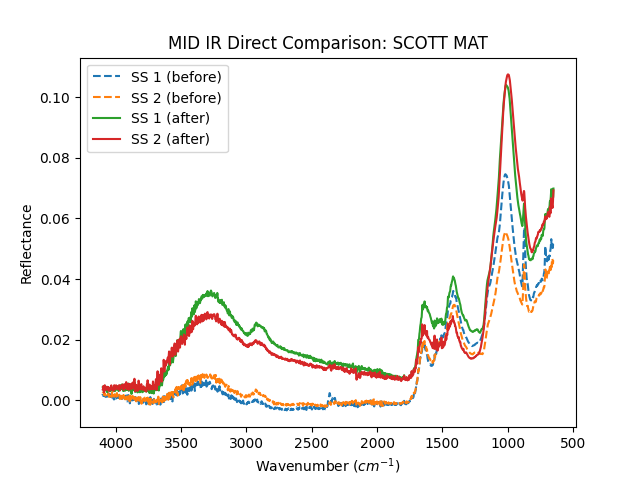 MID IR Direct Comparison: SCOTT MAT
SS 1 (before)
SS 2 (before)
SS 1 (after)
SS 2 (after)
Reflectance
0.10
0.08
0.06
0.04
0.02
0.00
4000 3500 3000 2500 2000 1500 1000 500
Wavenumber (cm⁻¹)